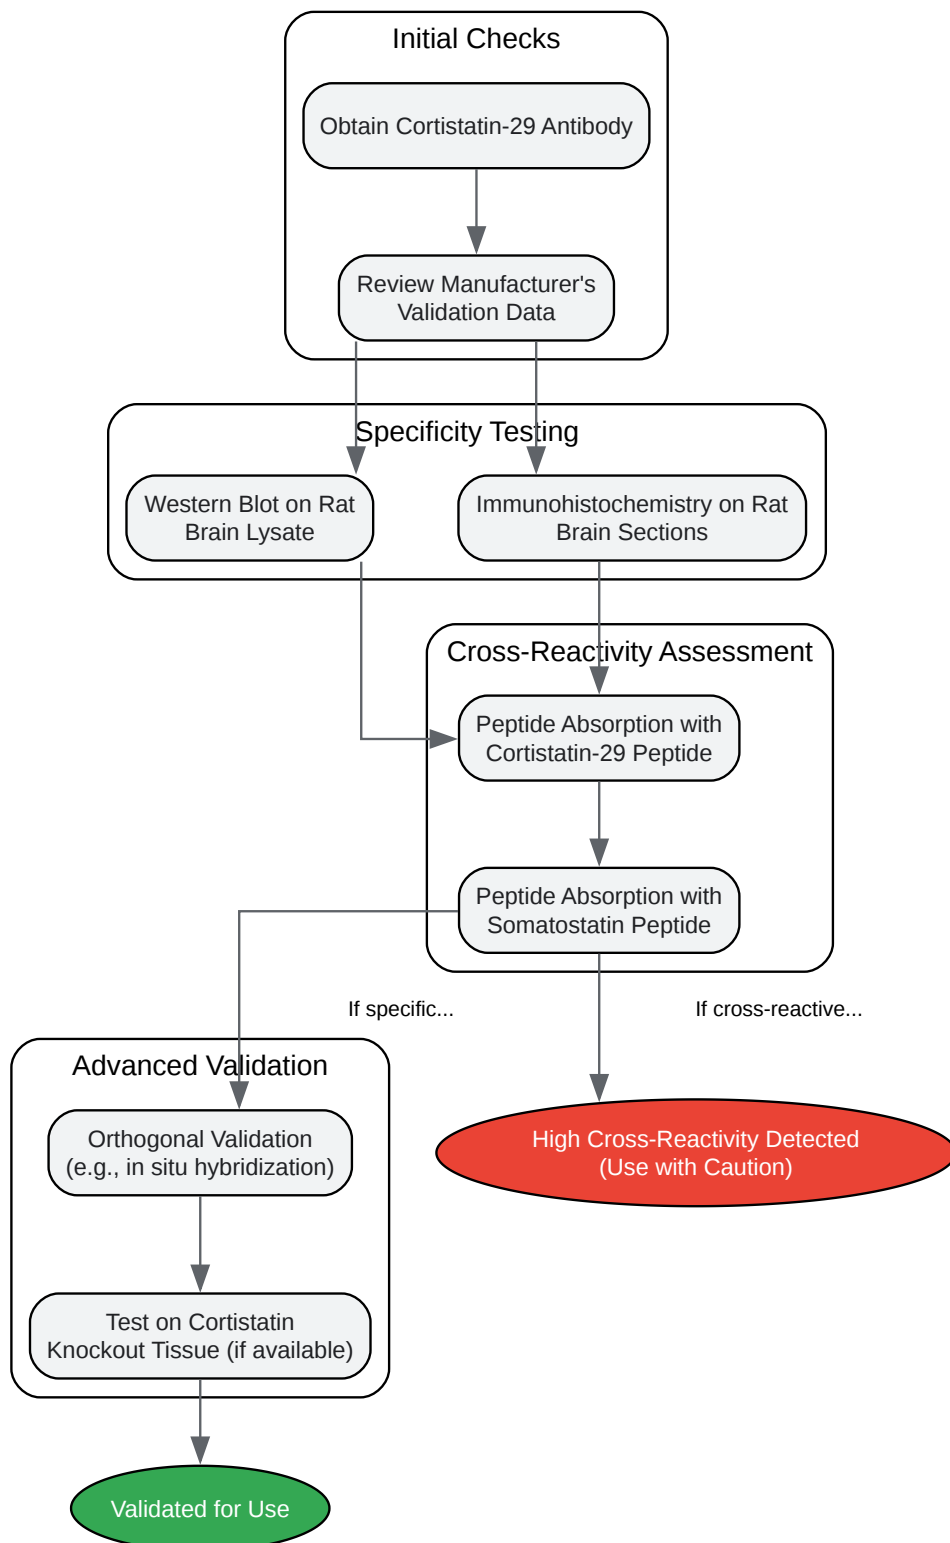 Initial Checks
Obtain Cortistatin-29 Antibody
Review Manufacturer's
Validation Data
Specificity Testing
Western Blot on Rat
Brain Lysate
Immunohistochemistry on Rat
Brain Sections
Cross-Reactivity Assessment
Peptide Absorption with
Cortistatin-29 Peptide
Peptide Absorption with
Somatostatin Peptide
If specific...
If cross-reactive...
Advanced Validation
Orthogonal Validation
(e.g., in situ hybridization)
High Cross-Reactivity Detected
(Use with Caution)
Test on Cortistatin
Knockout Tissue (if available)
Validated for Use